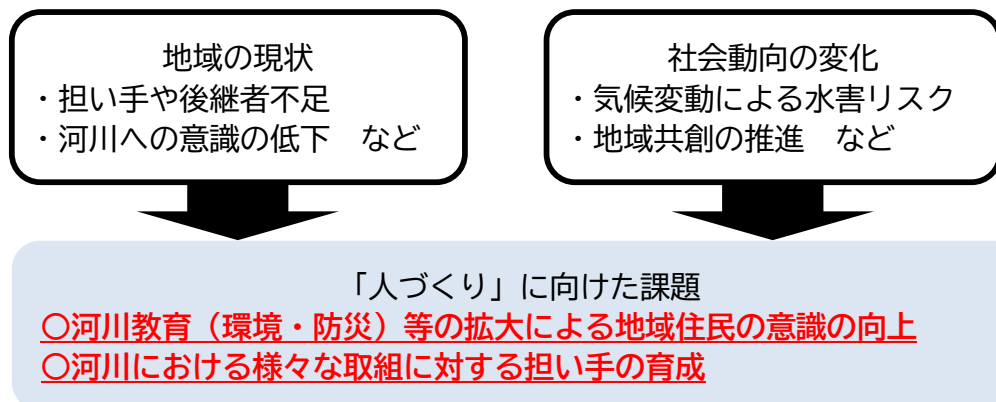 地域の現状
・担い手や後継者不足
・河川への意識の低下　など
社会動向の変化
・気候変動による水害リスク
・地域共創の推進　など
「人づくり」に向けた課題
〇河川教育（環境・防災）等の拡大による地域住民の意識の向上
〇河川における様々な取組に対する担い手の育成